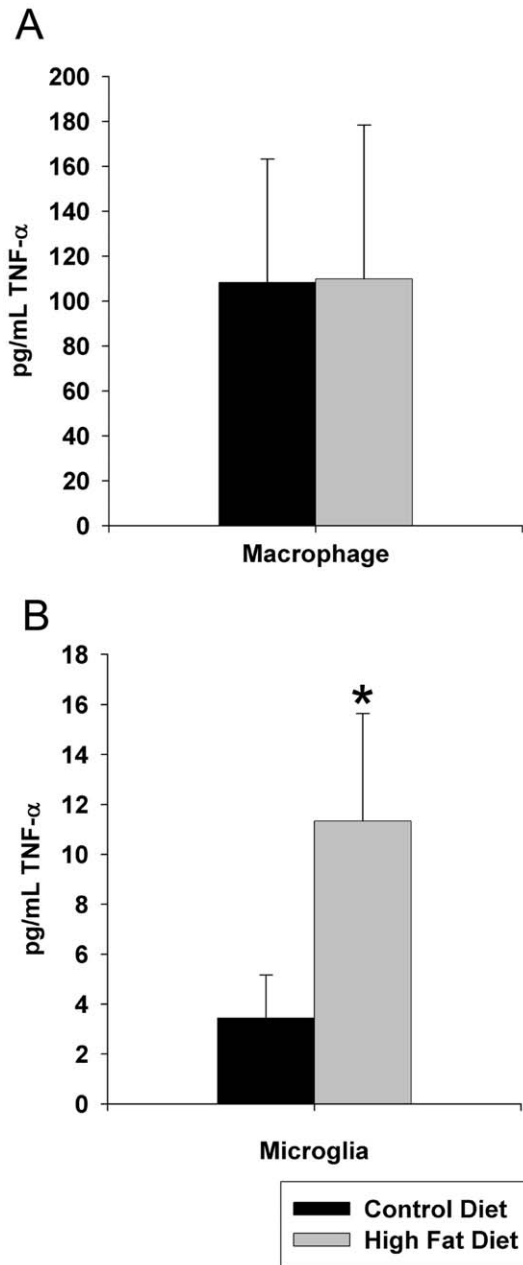 A
200
180
160
140
120
100
80
60
40
20
0
pg/mL TNF-α
Macrophage
B
18
16
14
12
10
8
6
4
2
0
pg/mL TNF-α
*
Microglia
Control Diet
High Fat Diet